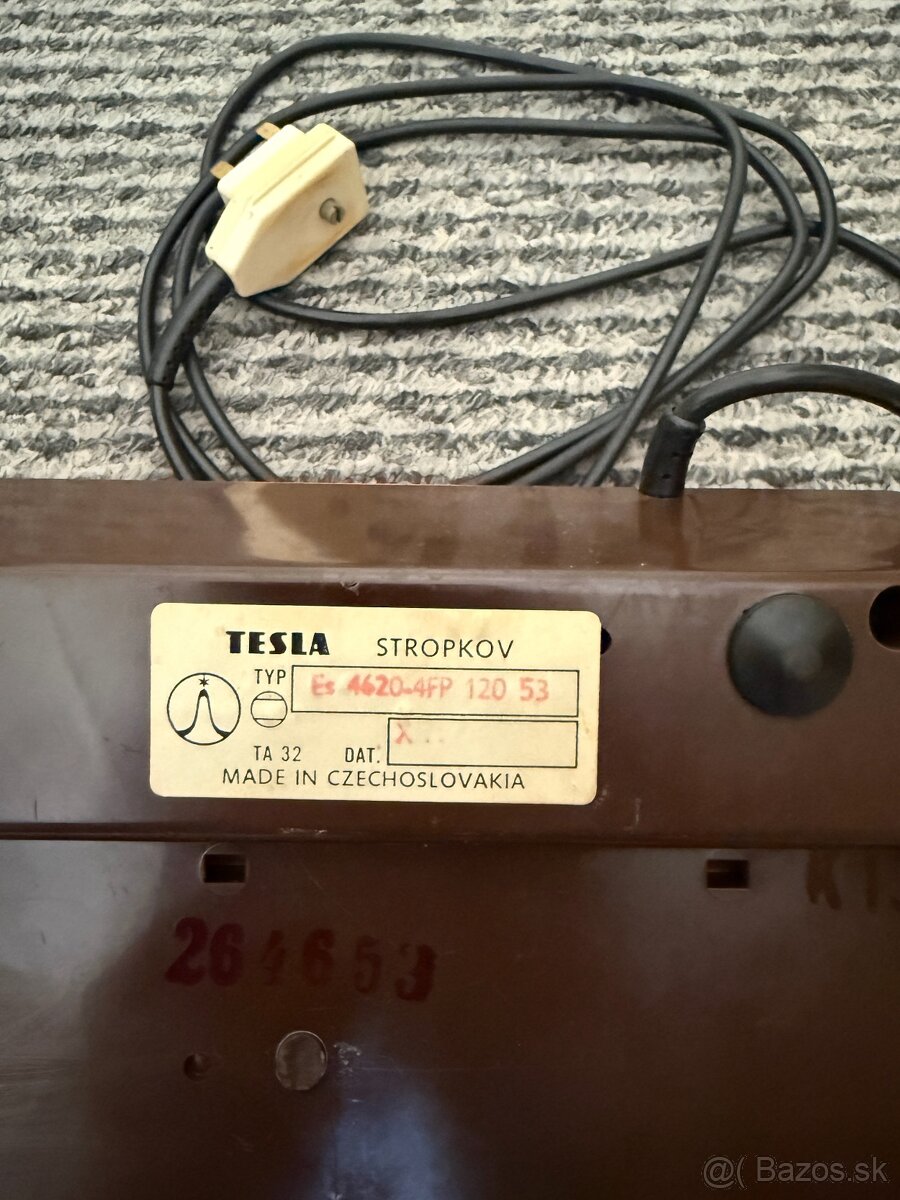 TESLA STROPKOV
TYP Es 4620-4FP 120 53
TA 32 DAT. X
MADE IN CZECHOSLOVAKIA
264653
@( Bazos.sk